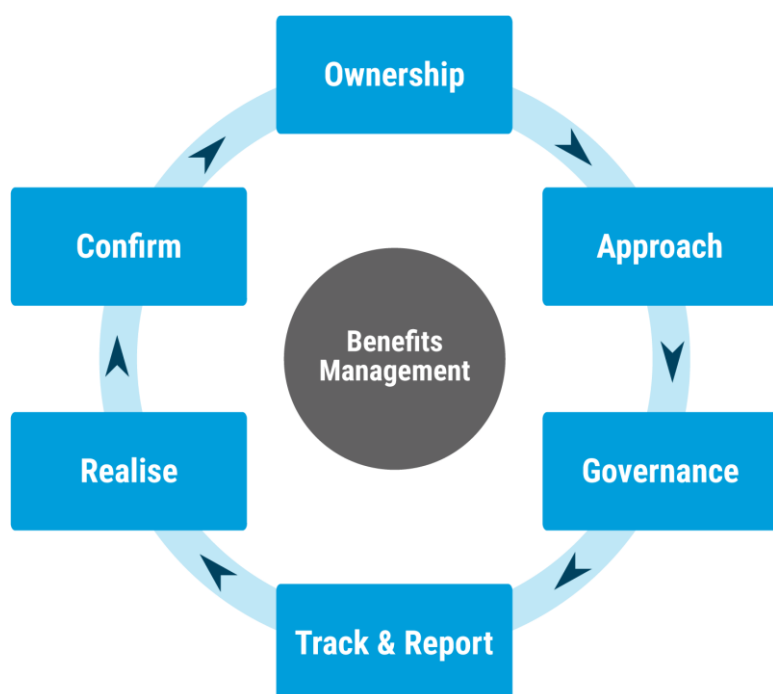 Ownership
Approach
Governance
Track & Report
Realise
Confirm
Benefits
Management